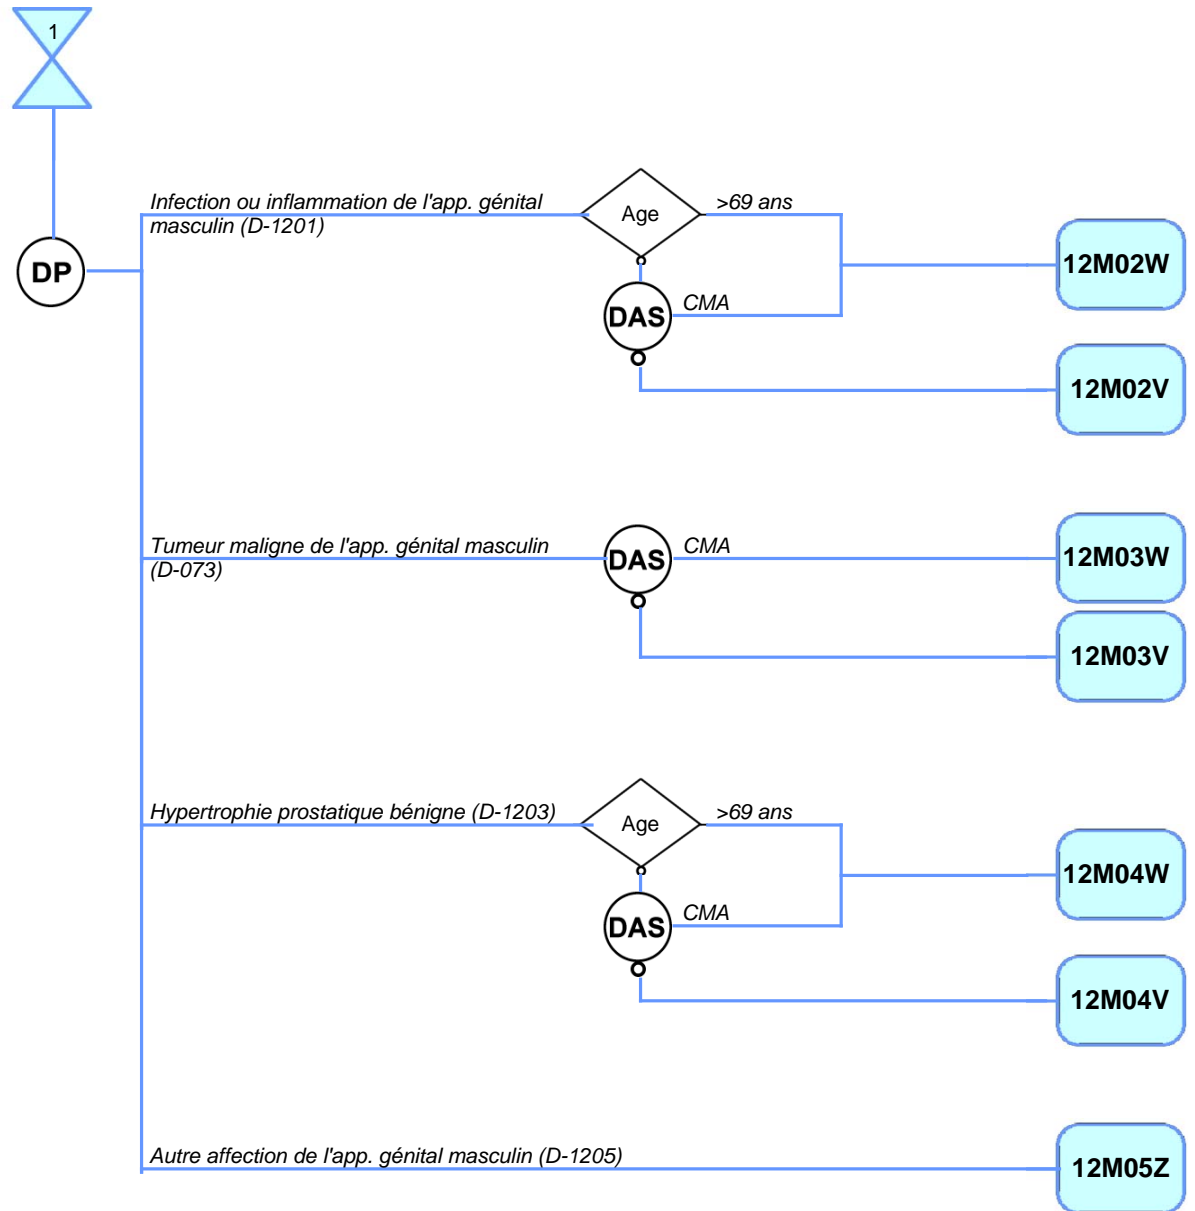 1
DP
Infection ou inflammation de l'app. génital
masculin (D-1201)
Age
>69 ans
12M02W
DAS
CMA
12M02V
Tumeur maligne de l'app. génital masculin
(D-073)
DAS
CMA
12M03W
12M03V
Hypertrophie prostatique bénigne (D-1203)
Age
>69 ans
12M04W
DAS
CMA
12M04V
Autre affection de l'app. génital masculin (D-1205)
12M05Z